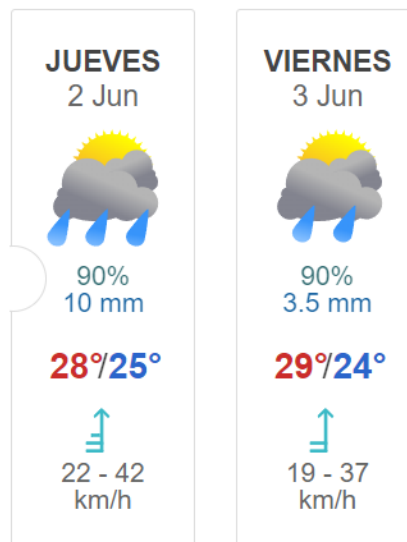 JUEVES
2 Jun
90%
10 mm
28°/25°
22 - 42
km/h
VIERNES
3 Jun
90%
3.5 mm
29°/24°
19 - 37
km/h